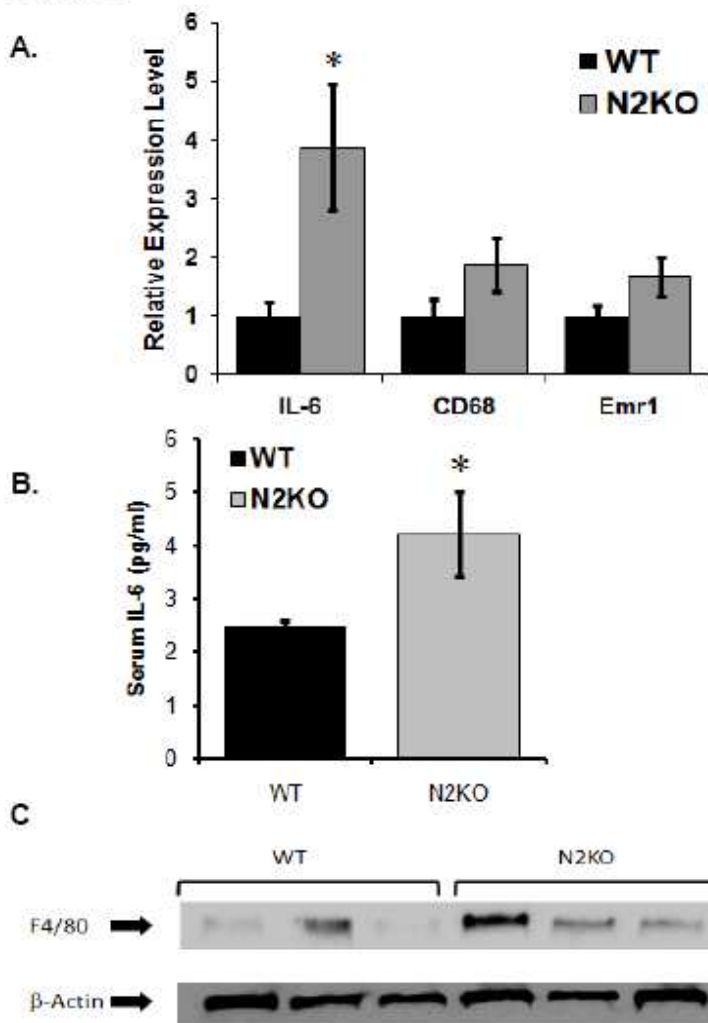 A.
Relative Expression Level
6
5
4
3
2
1
0
*
WT
N2KO
IL-6 CD68 Emr1
B.
Serum IL-6 (pg/ml)
6
5
4
3
2
1
0
WT
N2KO
*
WT N2KO
C
WT N2KO
F4/80
β-Actin